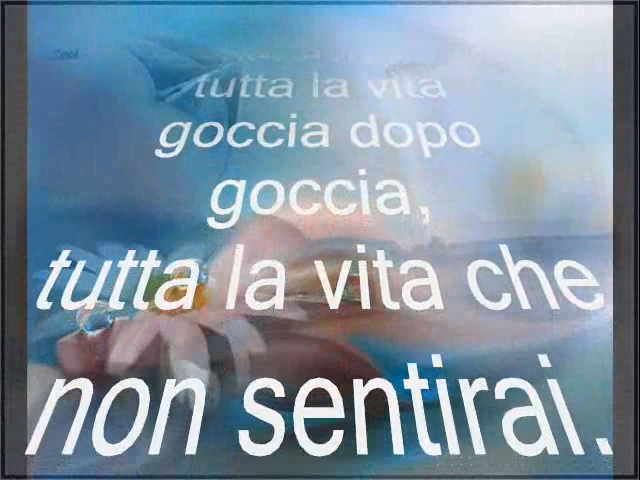 tutta la vita
goccia dopo
goccia,
tutta la vita che
non sentirai.